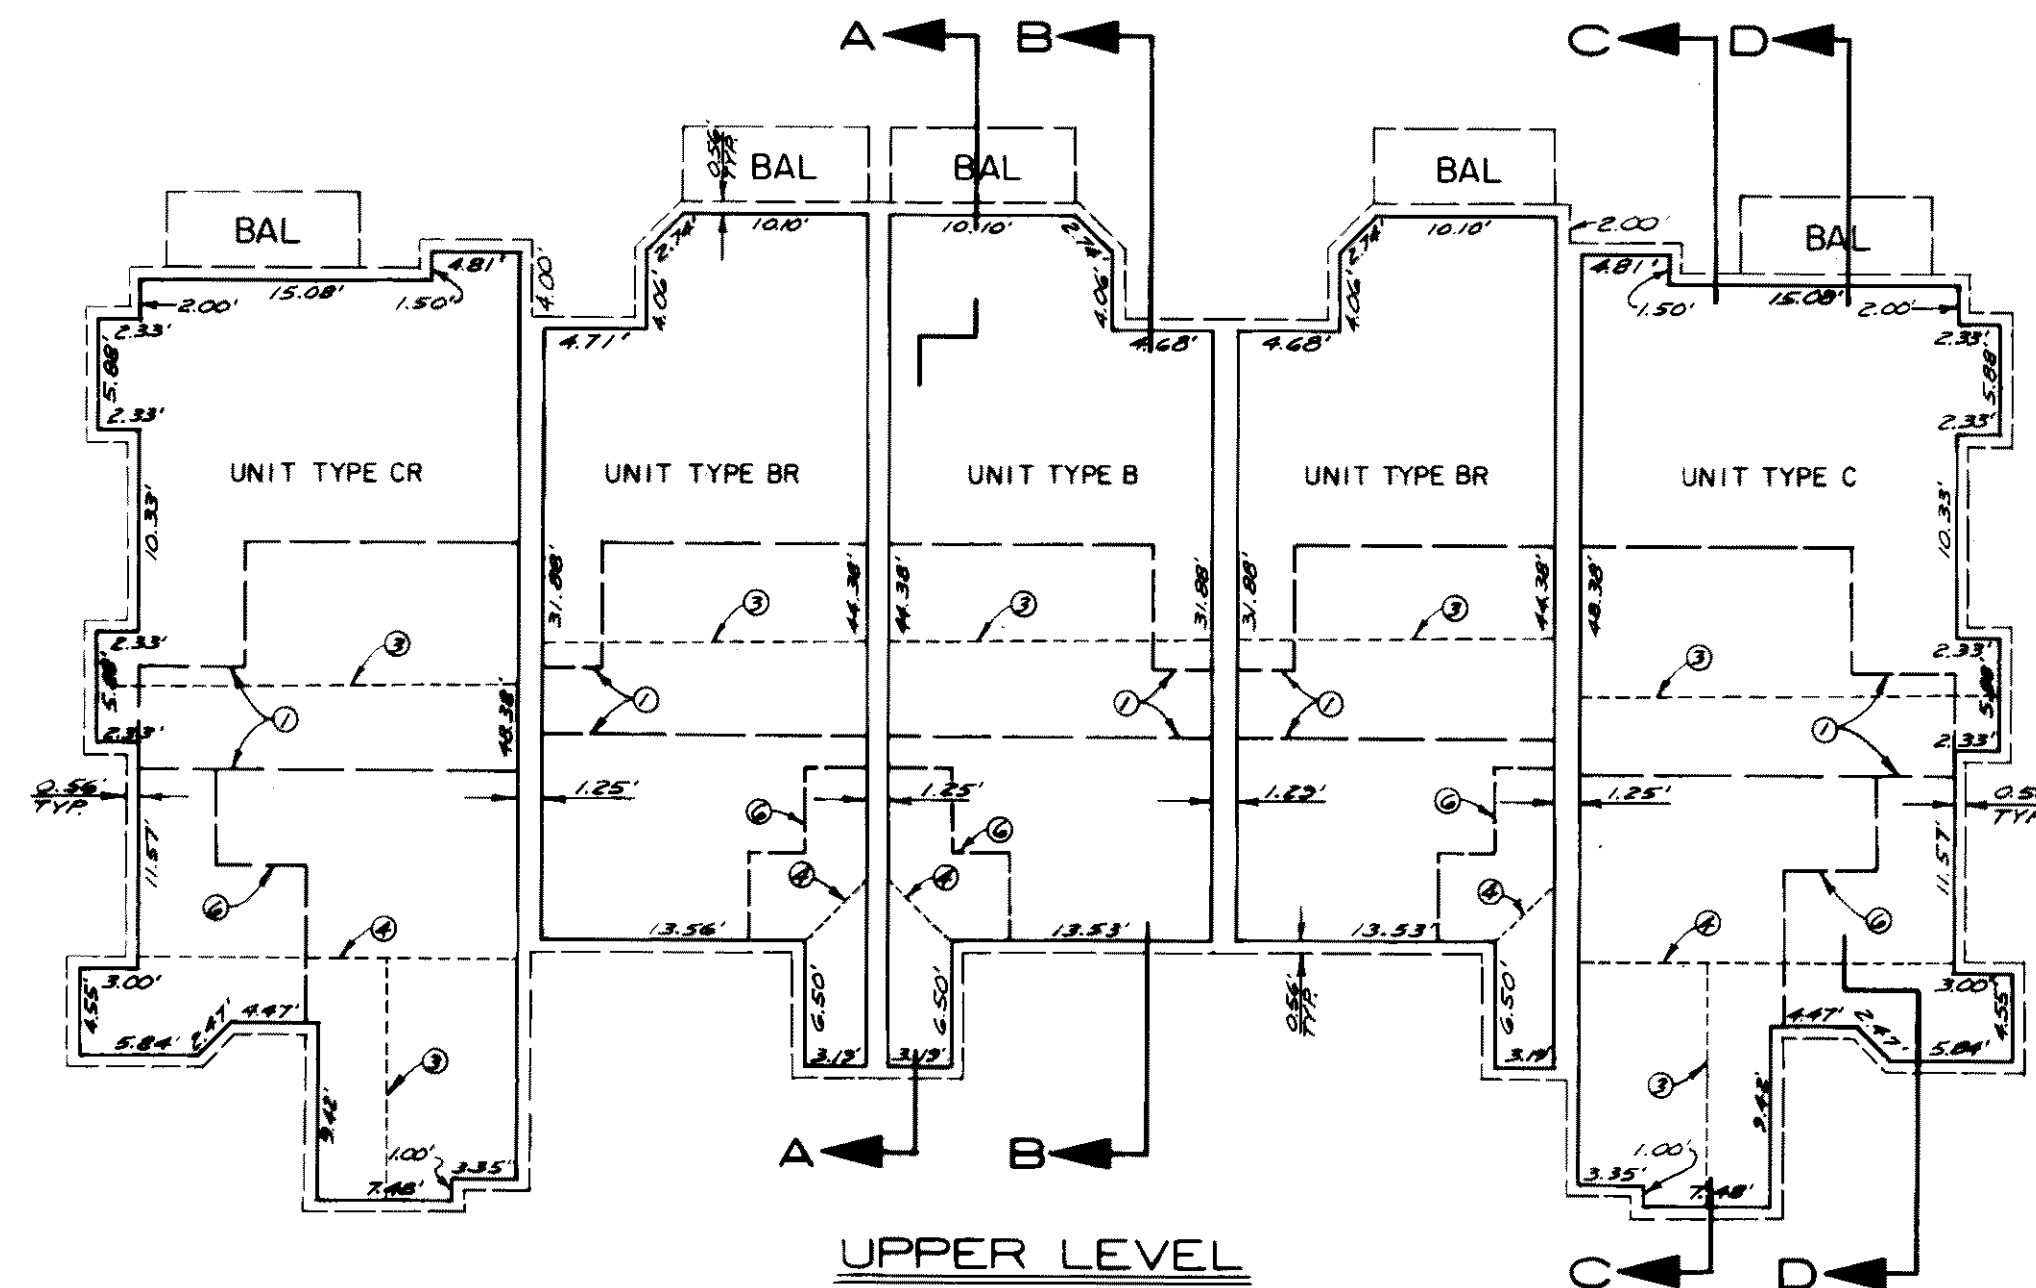 A B C D
BAL BAL BAL BAL BAL
0.56' TYP.
10.10' 10.10' 10.10'
2.74' 2.74' 2.74'
2.00'
4.81' 4.00' 4.81'
15.08' 1.50' 1.50' 15.08'
2.00' 2.00'
4.06' 4.06' 4.06'
2.33' 4.71' 4.68' 4.68' 2.33'
5.88' 5.88'
2.33' 2.33'
UNIT TYPE CR UNIT TYPE BR UNIT TYPE B UNIT TYPE BR UNIT TYPE C
10.33' 10.33'
31.88' 44.38' 44.38' 31.88' 31.88' 44.38' 48.38'
3 3 3
2.33' 3 3 2.33'
48.38'
1 1 1 1 1
2.33' 2.33'
0.56' TYP. 1.25' 1.25' 1.25'
6 6 6
11.57' 11.57'
4 4 4
6 6
13.56' 13.53' 13.53'
4 4
3.00' 3.00'
4.55' 6.50' 6.50' 0.56' TYP. 6.50' 4.55'
4.47' 4.47'
5.84' 2.47' 2.47' 5.84'
3 3.19' 3.19' 3.19' 3
9.42' 9.42'
A B
1.00' 1.00'
3.35' 3.35'
7.48' 7.48'
UPPER LEVEL
C D